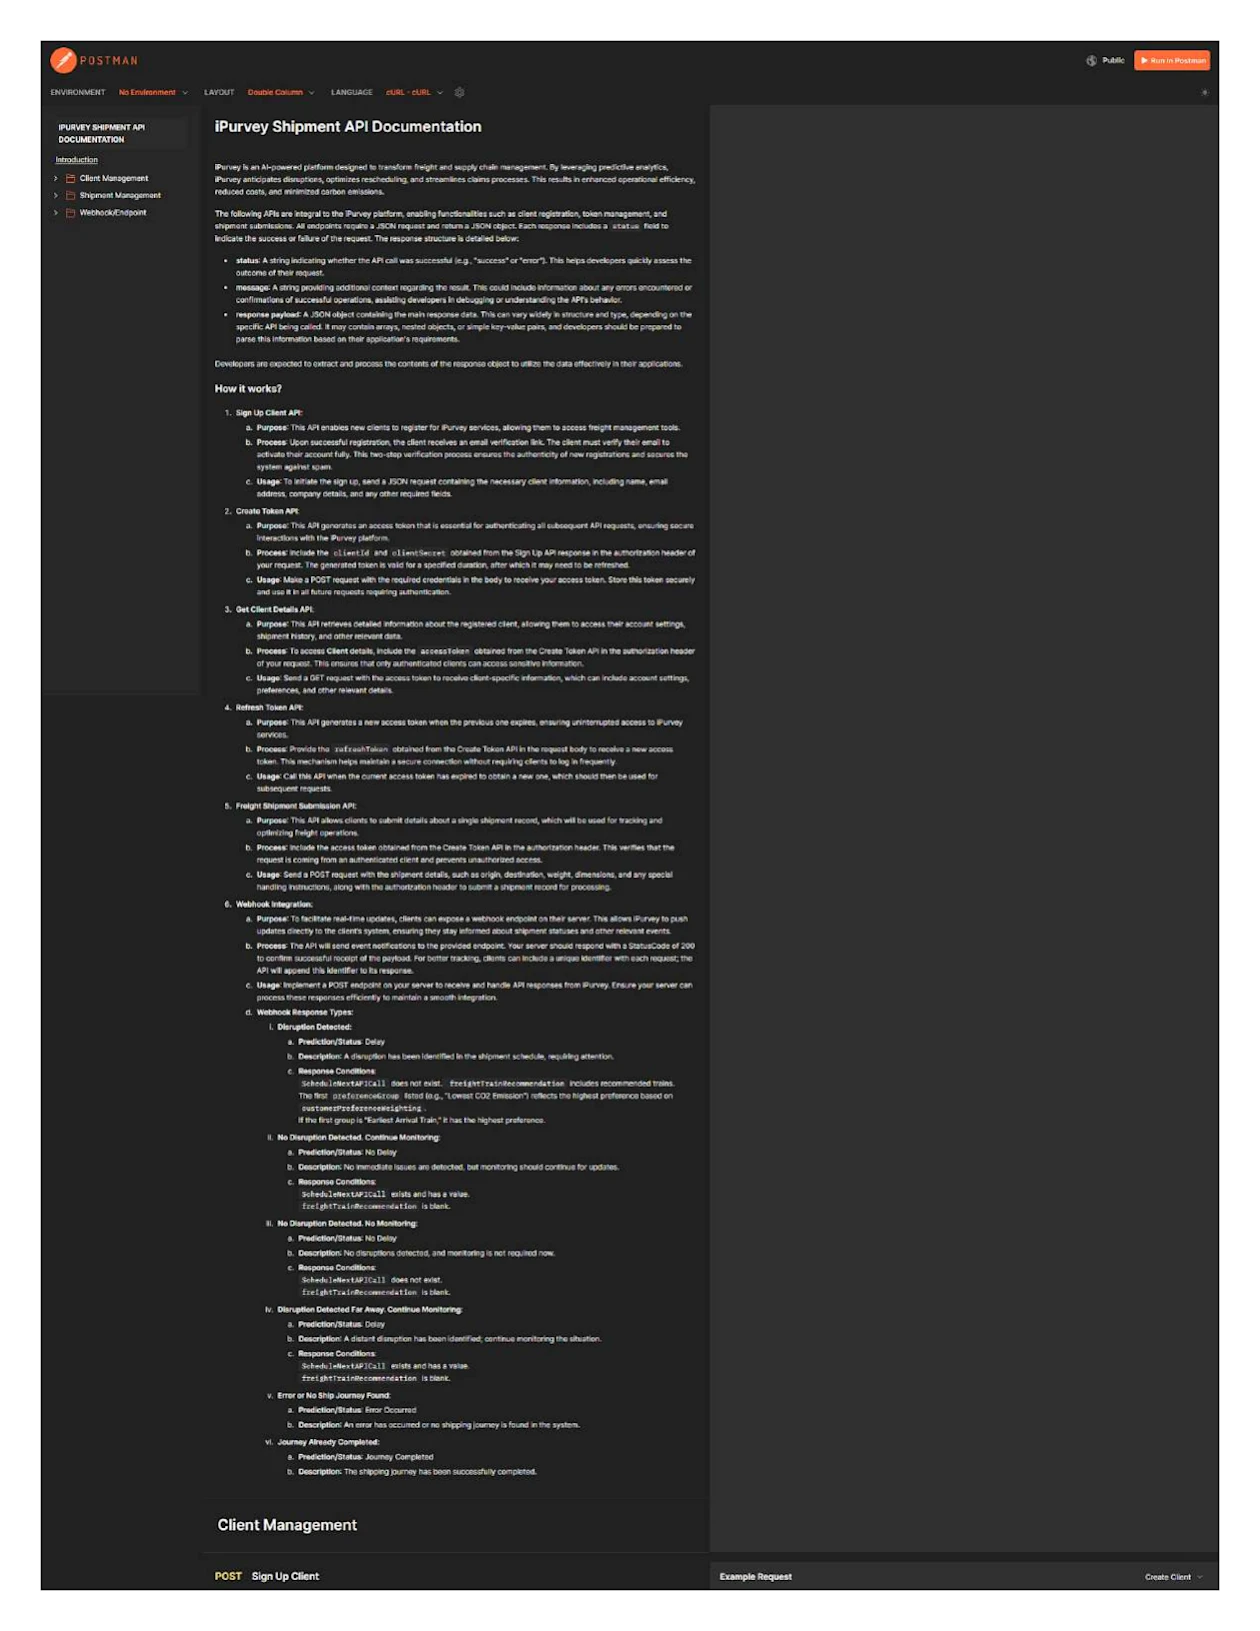 POSTMAN
Public
Run in Postman
ENVIRONMENT No Environment LAYOUT Double Column LANGUAGE cURL - cURL
IPURVEY SHIPMENT API
DOCUMENTATION
Introduction
Client Management
Shipment Management
Webhook/Endpoint
iPurvey Shipment API Documentation
iPurvey is an AI-powered platform designed to transform freight and supply chain management. By leveraging predictive analytics,
iPurvey anticipates disruptions, optimizes rescheduling, and streamlines claims processes. This results in enhanced operational efficiency,
reduced costs, and minimized carbon emissions.
The following APIs are integral to the iPurvey platform, enabling functionalities such as client registration, token management, and
shipment submissions. All endpoints require a JSON request and return a JSON object. Each response includes a status field to
indicate the success or failure of the request. The response structure is detailed below:
• status: A string indicating whether the API call was successful (e.g., "success" or "error"). This helps developers quickly assess the
outcome of their request.
• message: A string providing additional context regarding the result. This could include information about any errors encountered or
confirmations of successful operations, assisting developers in debugging or understanding the API's behavior.
• response payload: A JSON object containing the main response data. This can vary widely in structure and type, depending on the
specific API being called. It may contain arrays, nested objects, or simple key-value pairs, and developers should be prepared to
parse this information based on their application's requirements.
Developers are expected to extract and process the contents of the response object to utilize the data effectively in their applications.
How it works?
1. Sign Up Client API:
a. Purpose: This API enables new clients to register for iPurvey services, allowing them to access freight management tools.
b. Process: Upon successful registration, the client receives an email verification link. The client must verify their email to
activate their account fully. This two-step verification process ensures the authenticity of new registrations and secures the
system against spam.
c. Usage: To initiate the sign up, send a JSON request containing the necessary client information, including name, email
address, company details, and any other required fields.
2. Create Token API:
a. Purpose: This API generates an access token that is essential for authenticating all subsequent API requests, ensuring secure
interactions with the iPurvey platform.
b. Process: Include the clientId and clientSecret obtained from the Sign Up API response in the authorization header of
your request. The generated token is valid for a specified duration, after which it may need to be refreshed.
c. Usage: Make a POST request with the required credentials in the body to receive your access token. Store this token securely
and use it in all future requests requiring authentication.
3. Get Client Details API:
a. Purpose: This API retrieves detailed information about the registered client, allowing them to access their account settings,
shipment history, and other relevant data.
b. Process: To access Client details, include the accessToken obtained from the Create Token API in the authorization header
of your request. This ensures that only authenticated clients can access sensitive information.
c. Usage: Send a GET request with the access token to receive client-specific information, which can include account settings,
preferences, and other relevant details.
4. Refresh Token API:
a. Purpose: This API generates a new access token when the previous one expires, ensuring uninterrupted access to iPurvey
services.
b. Process: Provide the refreshToken obtained from the Create Token API in the request body to receive a new access
token. This mechanism helps maintain a secure connection without requiring clients to log in frequently.
c. Usage: Call this API when the current access token has expired to obtain a new one, which should then be used for
subsequent requests.
5. Freight Shipment Submission API:
a. Purpose: This API allows clients to submit details about a single shipment record, which will be used for tracking and
optimizing freight operations.
b. Process: Include the access token obtained from the Create Token API in the authorization header. This verifies that the
request is coming from an authenticated client and prevents unauthorized access.
c. Usage: Send a POST request with the shipment details, such as origin, destination, weight, dimensions, and any special
handling instructions, along with the authorization header to submit a shipment record for processing.
6. Webhook Integration:
a. Purpose: To facilitate real-time updates, clients can expose a webhook endpoint on their server. This allows iPurvey to push
updates directly to the client's system, ensuring they stay informed about shipment statuses and other relevant events.
b. Process: The API will send event notifications to the provided endpoint. Your server should respond with a StatusCode of 200
to confirm successful receipt of the payload. For better tracking, clients can include a unique identifier with each request; the
API will append this identifier to its response.
c. Usage: Implement a POST endpoint on your server to receive and handle API responses from iPurvey. Ensure your server can
process these responses efficiently to maintain a smooth integration.
d. Webhook Response Types:
i. Disruption Detected:
a. Prediction/Status: Delay
b. Description: A disruption has been identified in the shipment schedule, requiring attention.
c. Response Conditions:
ScheduleNextAPICall does not exist. freightTrainRecommendation includes recommended trains.
The first preferenceGroup listed (e.g., "Lowest CO2 Emission") reflects the highest preference based on
customerPreferenceWeighting .
If the first group is "Earliest Arrival Train," it has the highest preference.
ii. No Disruption Detected. Continue Monitoring:
a. Prediction/Status: No Delay
b. Description: No immediate issues are detected, but monitoring should continue for updates.
c. Response Conditions:
ScheduleNextAPICall exists and has a value.
freightTrainRecommendation is blank.
iii. No Disruption Detected. No Monitoring:
a. Prediction/Status: No Delay
b. Description: No disruptions detected, and monitoring is not required now.
c. Response Conditions:
ScheduleNextAPICall does not exist.
freightTrainRecommendation is blank.
iv. Disruption Detected Far Away. Continue Monitoring:
a. Prediction/Status: Delay
b. Description: A distant disruption has been identified; continue monitoring the situation.
c. Response Conditions:
ScheduleNextAPICall exists and has a value.
freightTrainRecommendation is blank.
v. Error or No Ship Journey Found:
a. Prediction/Status: Error Occurred
b. Description: An error has occurred or no shipping journey is found in the system.
vi. Journey Already Completed:
a. Prediction/Status: Journey Completed
b. Description: The shipping journey has been successfully completed.
Client Management
POST Sign Up Client
Example Request
Create Client